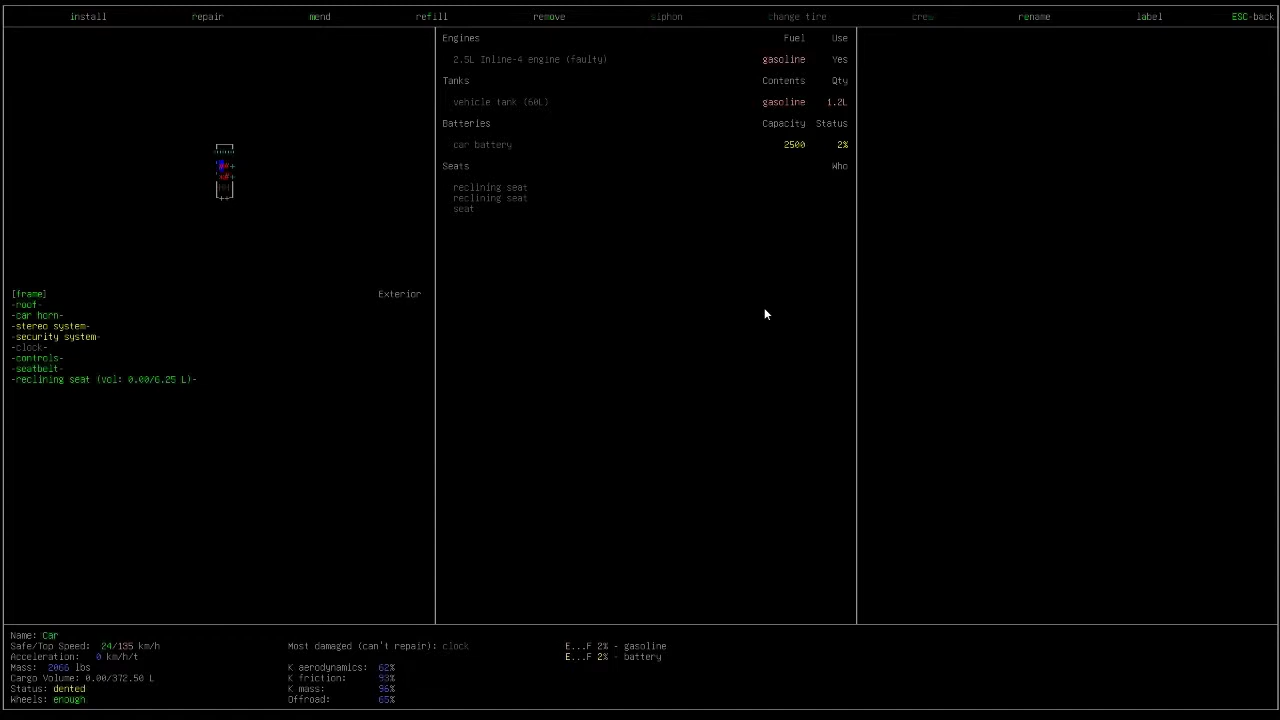 install repair mend refill remove siphon change tire crew rename label ESC-back
Engines Fuel Use
2.5L Inline-4 engine (faulty) gasoline Yes
Tanks Contents Qty
vehicle tank (60L) gasoline 1.2L
Batteries Capacity Status
car battery 2500 2%
Seats Who
reclining seat
reclining seat
seat
[frame] Exterior
-roof-
-car horn-
-stereo system-
-security system-
-clock-
-controls-
-seatbelt-
-reclining seat (vol: 0.00/6.25 L)-
Name: Car
Safe/Top Speed: 24/135 km/h Most damaged (can't repair): clock E...F 2% - gasoline
Acceleration: 0 km/h/t E...F 2% - battery
Mass: 2066 lbs K aerodynamics: 62%
Cargo Volume: 0.00/372.50 L K friction: 93%
Status: dented K mass: 96%
Wheels: enough Offroad: 65%